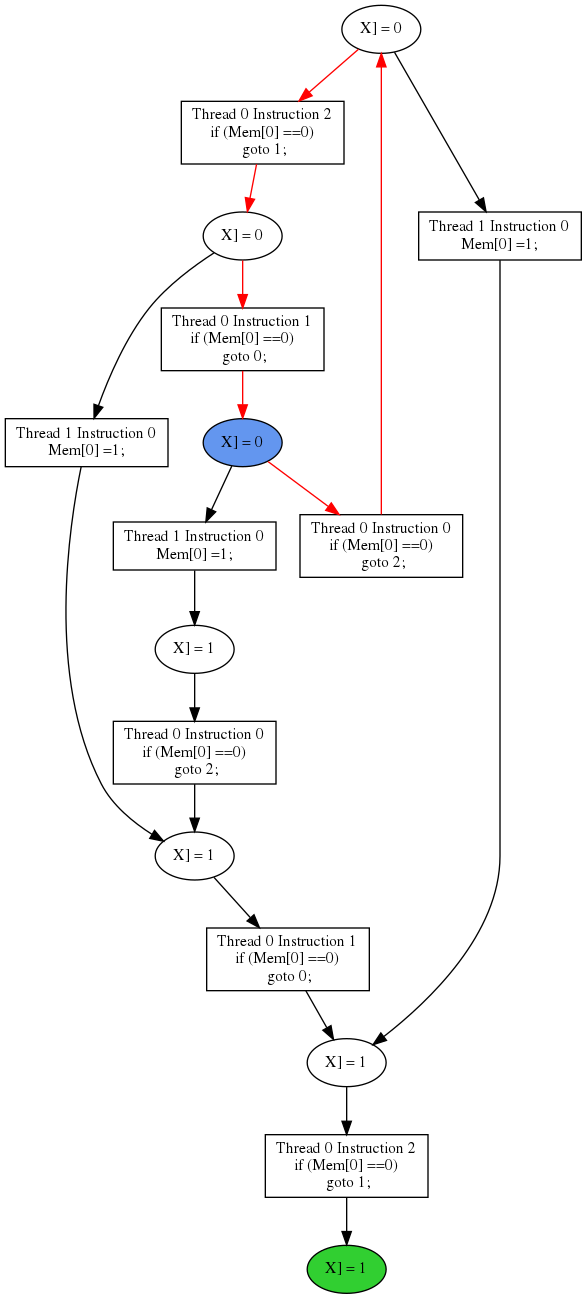 X] = 0
Thread 0 Instruction 2
if (Mem[0] ==0)
goto 1;
Thread 1 Instruction 0
Mem[0] =1;
X] = 0
Thread 0 Instruction 1
if (Mem[0] ==0)
goto 0;
Thread 1 Instruction 0
Mem[0] =1;
X] = 0
Thread 1 Instruction 0
Mem[0] =1;
Thread 0 Instruction 0
if (Mem[0] ==0)
goto 2;
X] = 1
Thread 0 Instruction 0
if (Mem[0] ==0)
goto 2;
X] = 1
Thread 0 Instruction 1
if (Mem[0] ==0)
goto 0;
X] = 1
Thread 0 Instruction 2
if (Mem[0] ==0)
goto 1;
X] = 1